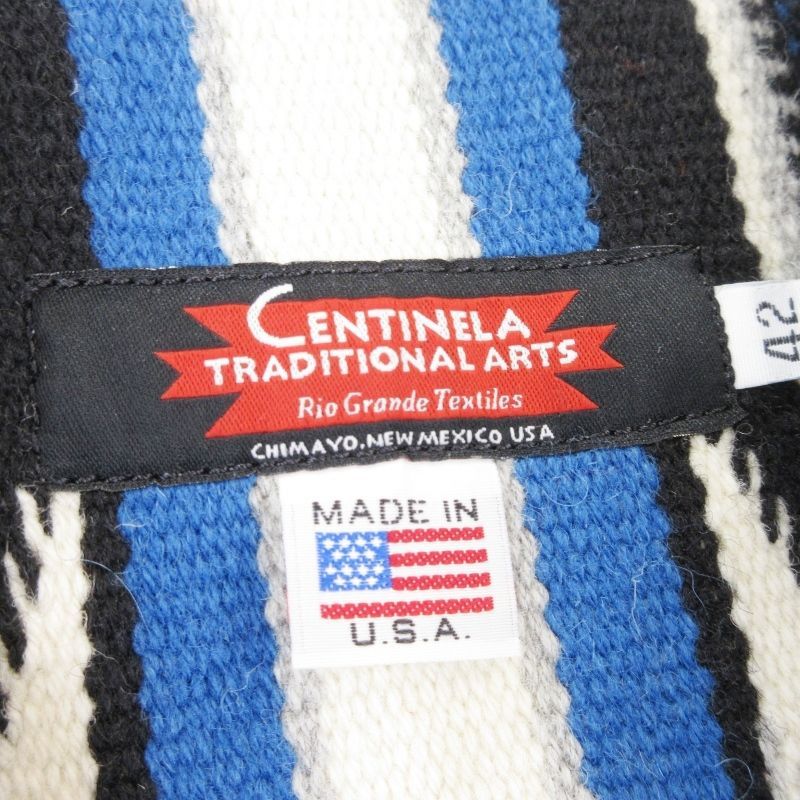 CENTINELA
TRADITIONAL ARTS
Rio Grande Textiles
CHIMAYO. NEW MEXICO USA
42
MADE IN
U.S.A.